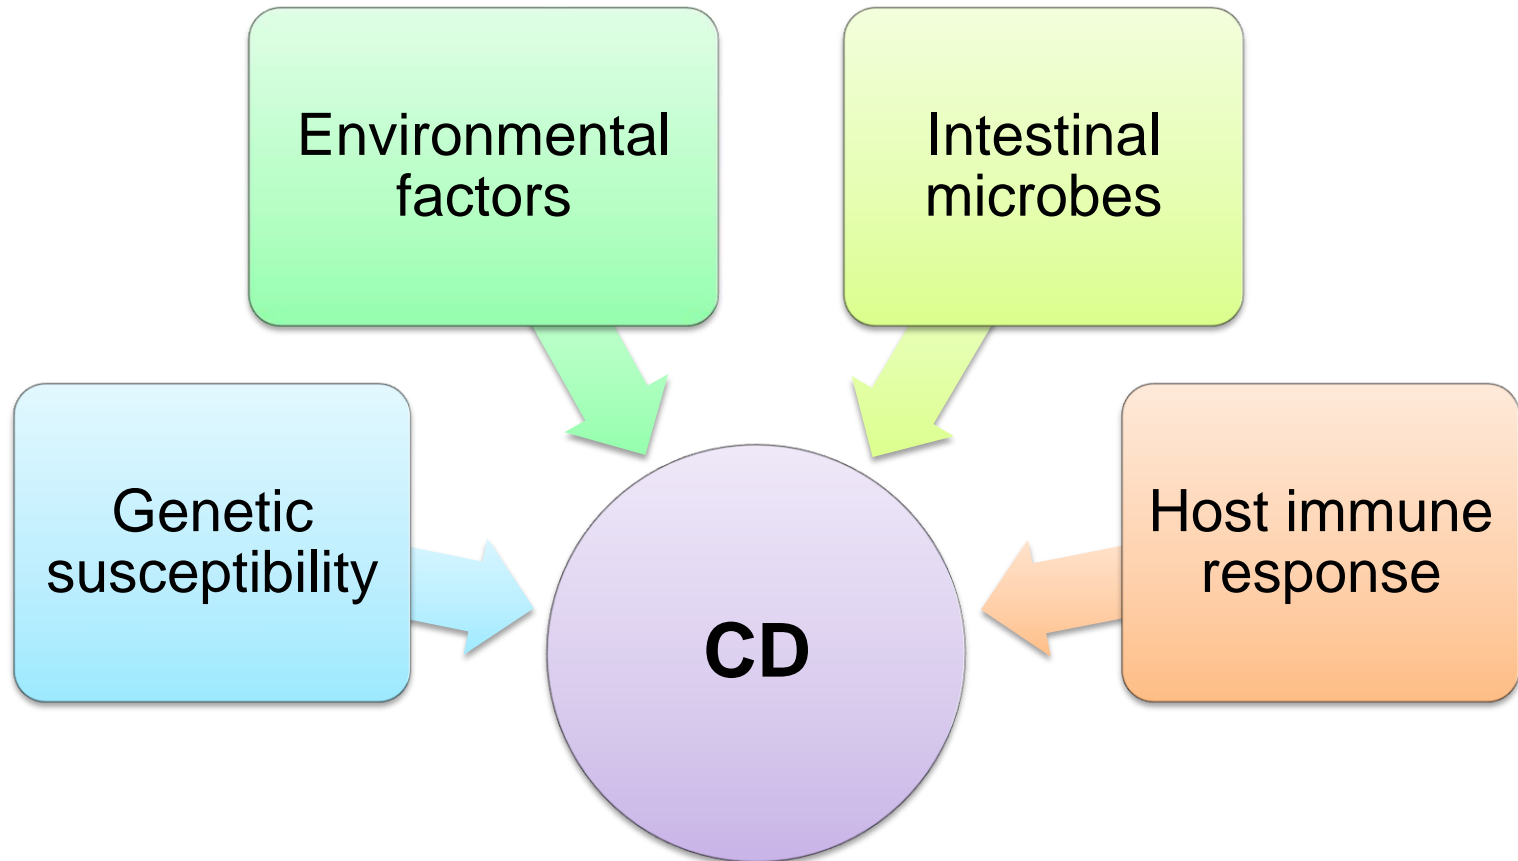 Environmental
factors
Intestinal
microbes
Genetic
susceptibility
Host immune
response
CD